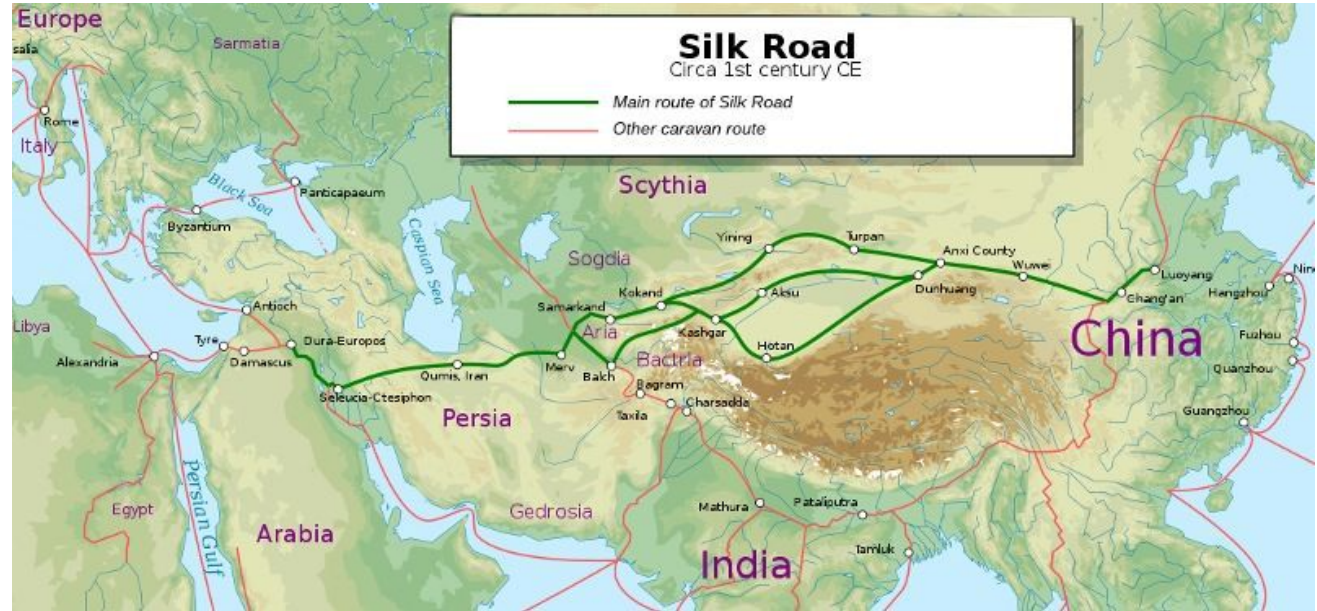 Silk Road
Circa 1st century CE
Main route of Silk Road
Other caravan route
Europe
Sarmatia
salia
Rome
Italy
Black Sea
Panticapaeum
Byzantium
Caspian Sea
Scythia
Sogdia
Yining
Turpan
Anxi County
Wuwei
Luoyang
Chang'an
Hangzhou
Nin
Kokand
Aksu
Dunhuang
Samarkand
Aria
Kashgar
China
Fuzhou
Quanzhou
Guangzhou
Antioch
Libya
Tyre
Dura-Europos
Alexandria
Damascus
Qumis, Iran
Merv
Balch
Bactria
Hotan
Seleucia-Ctesiphon
Bagram
Charsadda
Taxila
Persia
Persian Gulf
Egypt
Arabia
Gedrosia
Mathura
Pataliputra
Tamluk
India